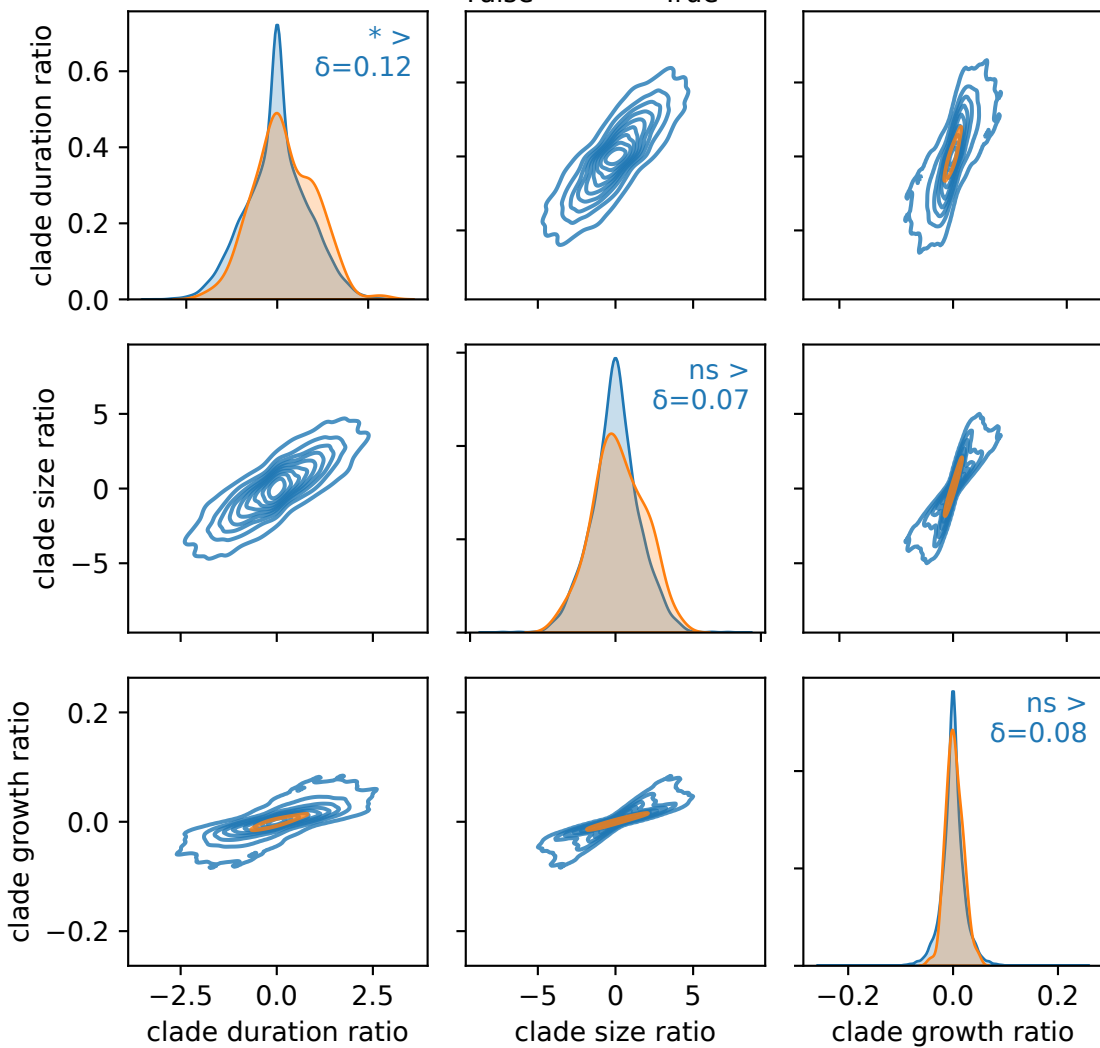 clade duration ratio
0.6
0.4
0.2
0.0
* >
δ=0.12
clade size ratio
5
0
−5
ns >
δ=0.07
clade growth ratio
0.2
0.0
−0.2
ns >
δ=0.08
−2.5 0.0 2.5
−5 0 5
−0.2 0.0 0.2
clade duration ratio
clade size ratio
clade growth ratio